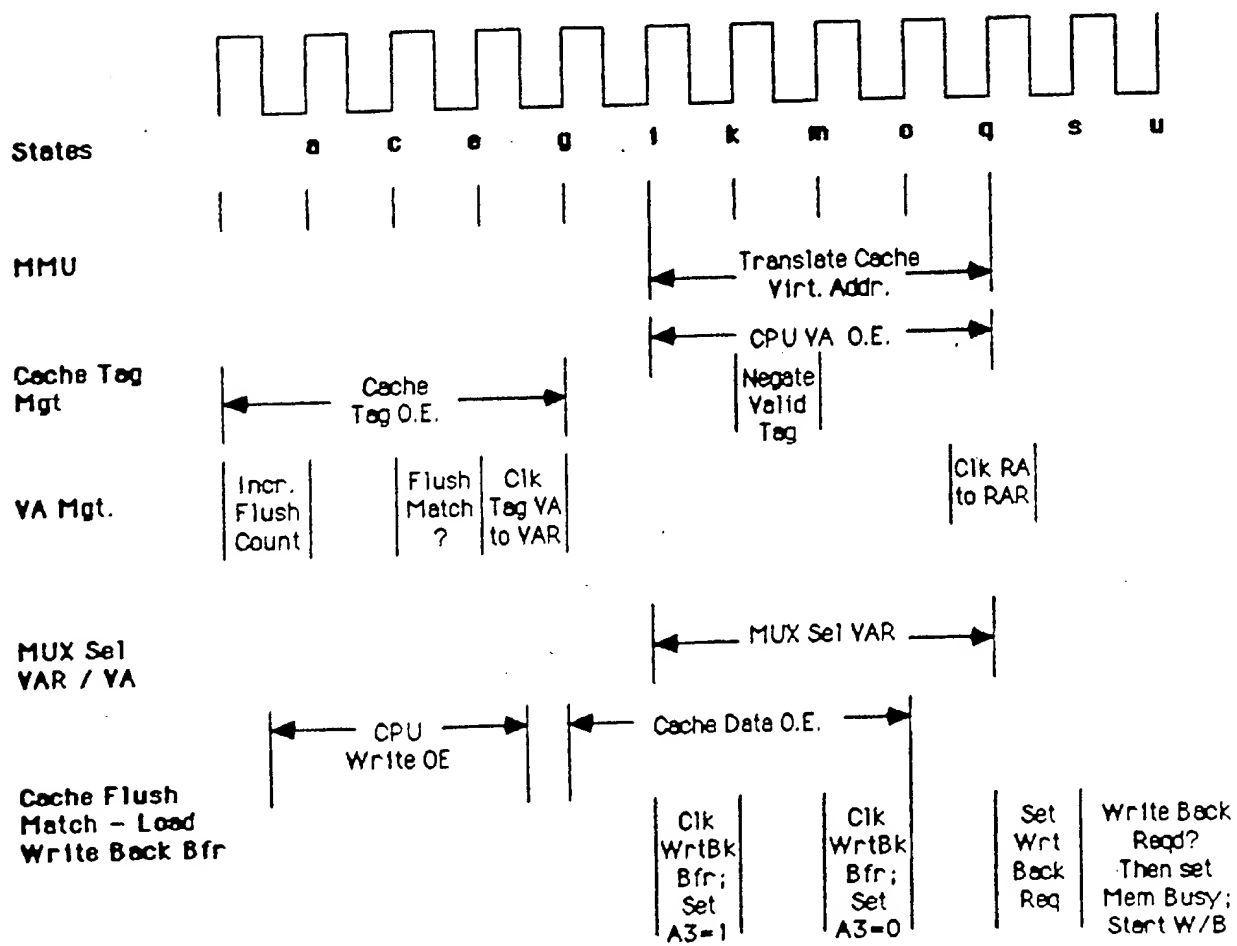 States
a c e g i k m o q s u
MMU
Translate Cache
Virt. Addr.
CPU VA O.E.
Cache Tag
Mgt
Cache
Tag O.E.
Negate
Valid
Tag
VA Mgt.
Incr.
Flush
Count
Flush
Match
?
Clk
Tag VA
to VAR
Clk RA
to RAR
MUX Sel
VAR / VA
MUX Sel VAR
CPU
Write OE
Cache Data O.E.
Cache Flush
Match - Load
Write Back Bfr
Clk
WrtBk
Bfr;
Set
A3=1
Clk
WrtBk
Bfr;
Set
A3=0
Set
Wrt
Back
Req
Write Back
Reqd?
Then set
Mem Busy;
Start W/B